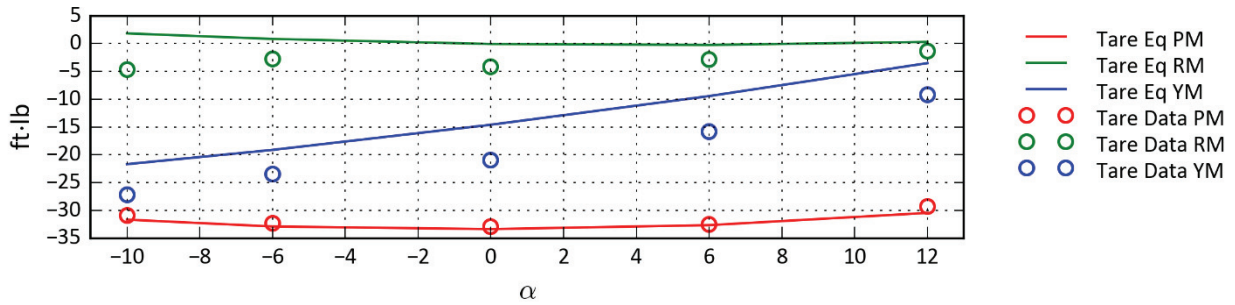 5
0
−5
−10
−15
−20
−25
−30
−35
ft·lb
−10 −8 −6 −4 −2 0 2 4 6 8 10 12
α
Tare Eq PM
Tare Eq RM
Tare Eq YM
Tare Data PM
Tare Data RM
Tare Data YM